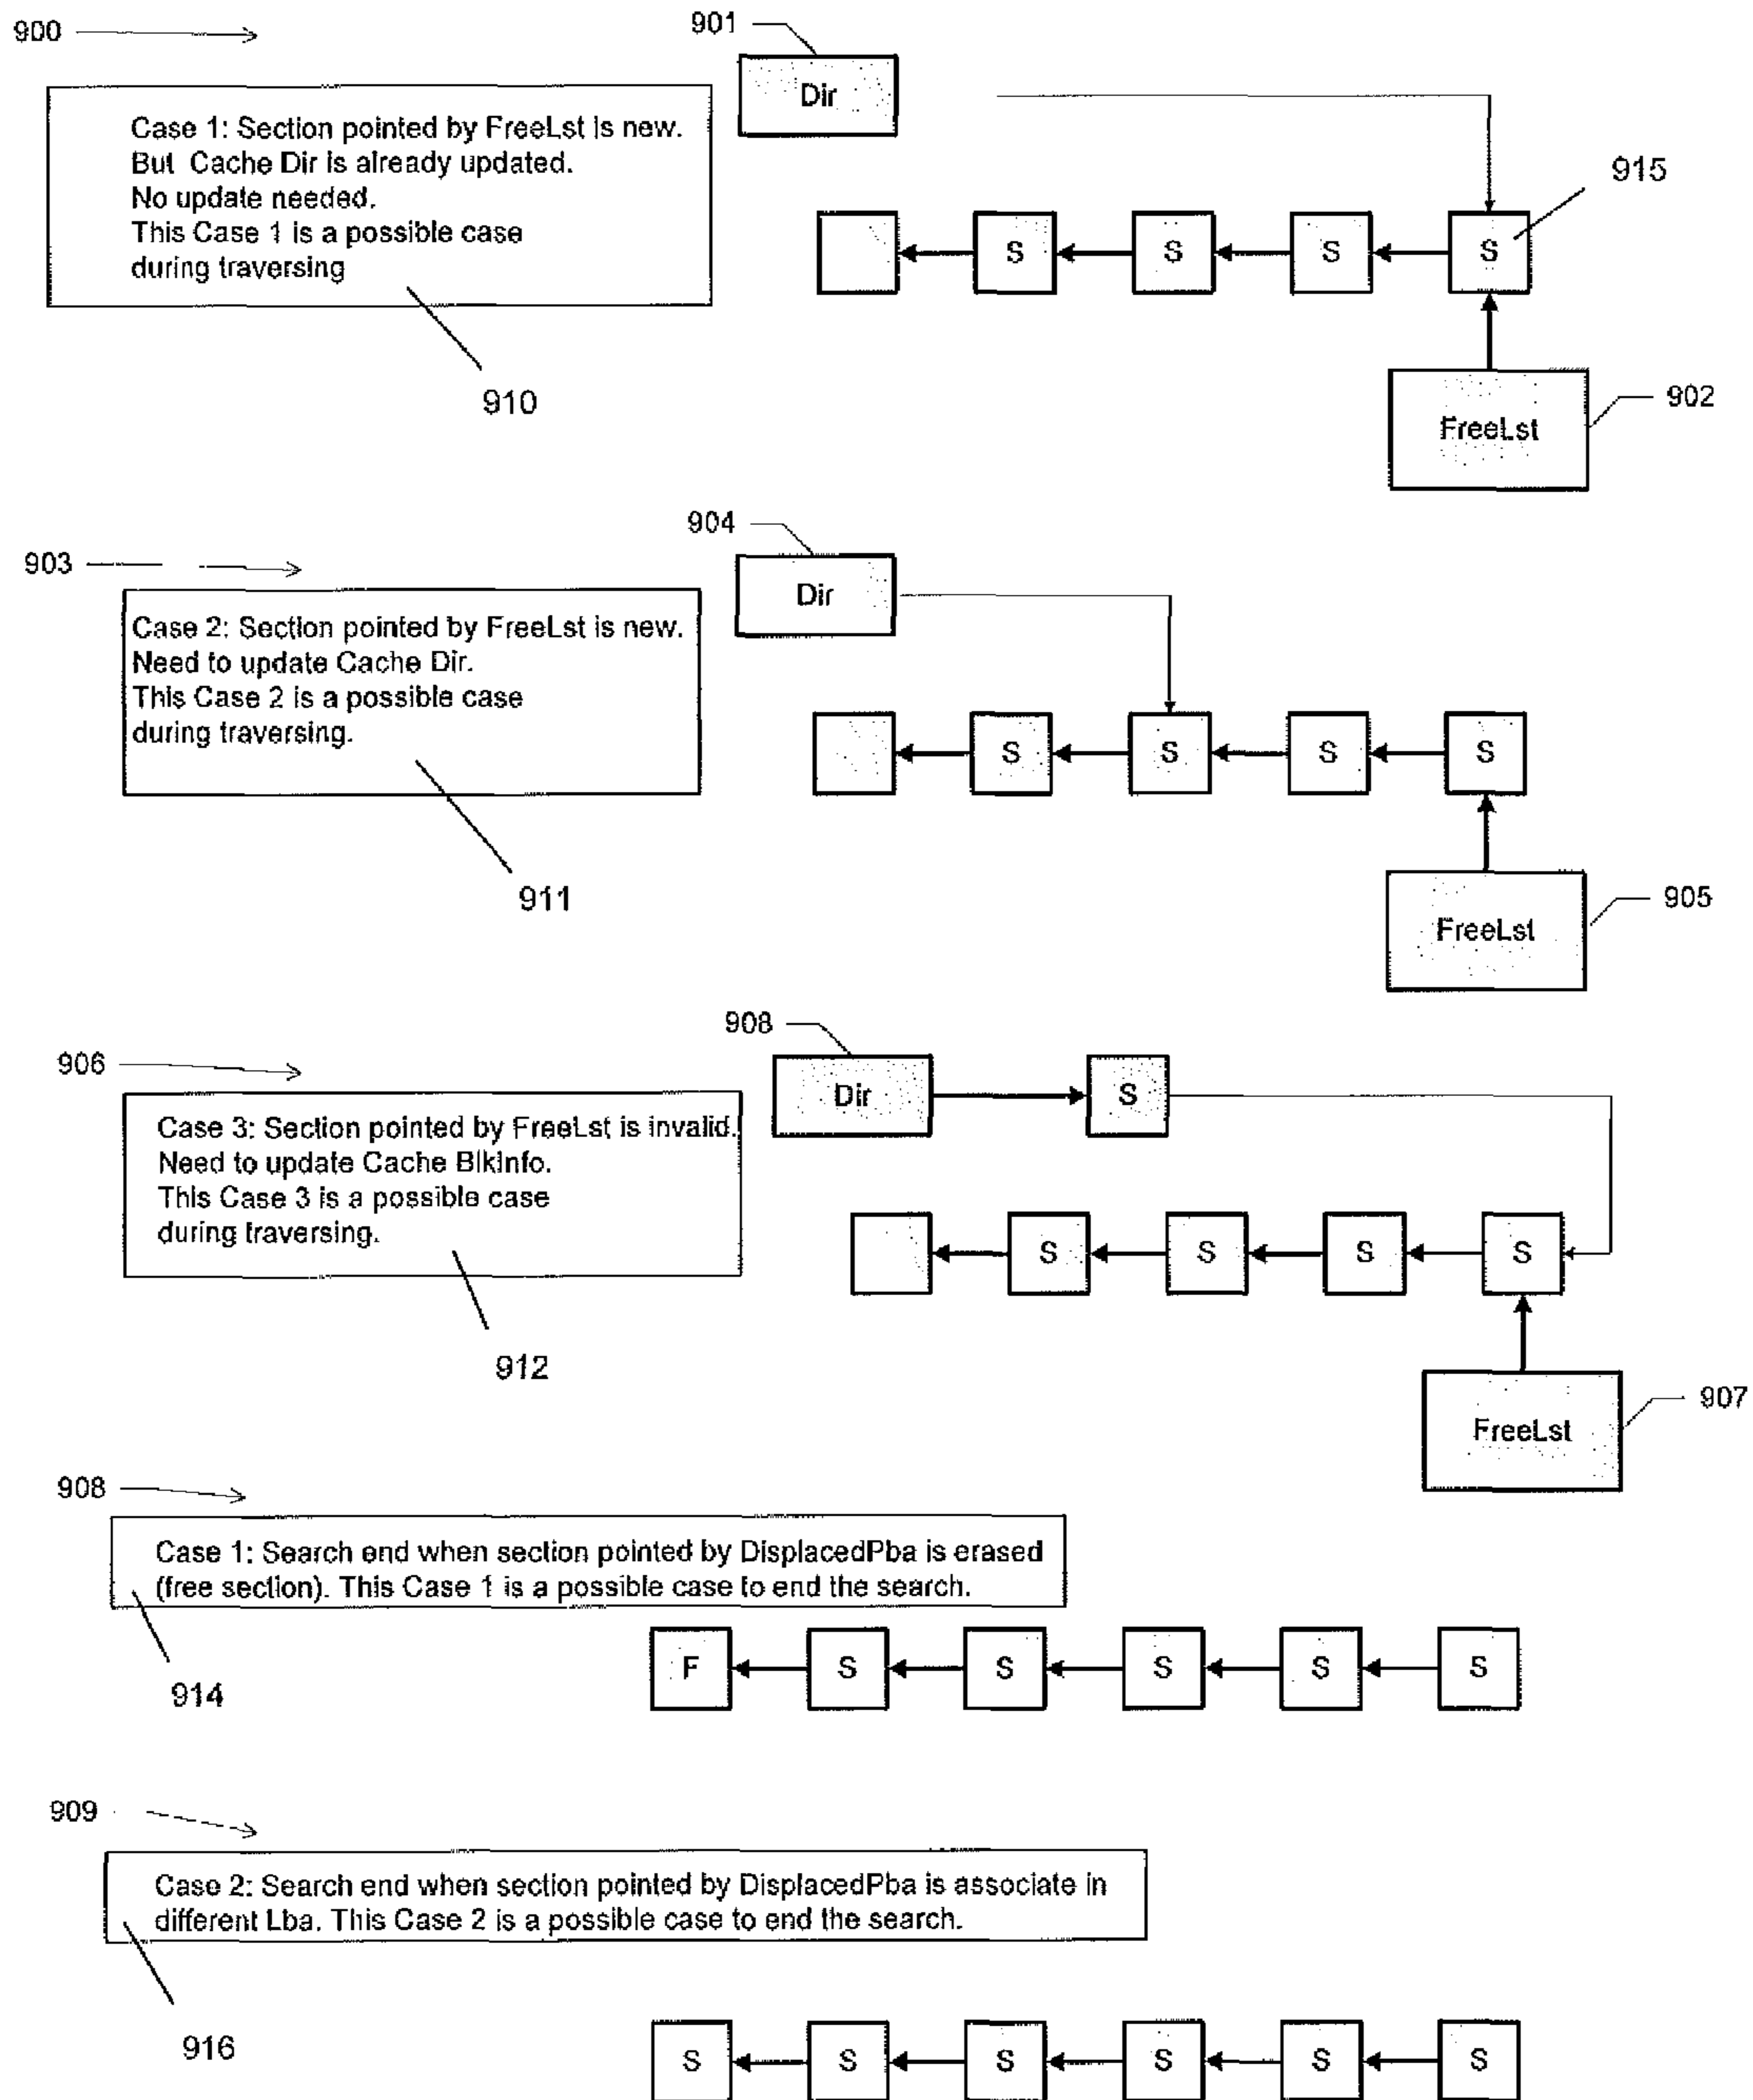 900
901
Dir
Case 1: Section pointed by FreeLst is new.
But Cache Dir is already updated.
No update needed.
This Case 1 is a possible case
during traversing
915
S
S
S
S
910
FreeLst
902
904
903
Dir
Case 2: Section pointed by FreeLst is new.
Need to update Cache Dir.
This Case 2 is a possible case
during traversing.
S
S
S
S
911
FreeLst
905
908
906
Dir
S
Case 3: Section pointed by FreeLst is invalid.
Need to update Cache BlkInfo.
This Case 3 is a possible case
during traversing.
S
S
S
S
912
FreeLst
907
908
Case 1: Search end when section pointed by DisplacedPba is erased
(free section). This Case 1 is a possible case to end the search.
F
S
S
S
S
S
914
909
Case 2: Search end when section pointed by DisplacedPba is associate in
different Lba. This Case 2 is a possible case to end the search.
916
S
S
S
S
S
S